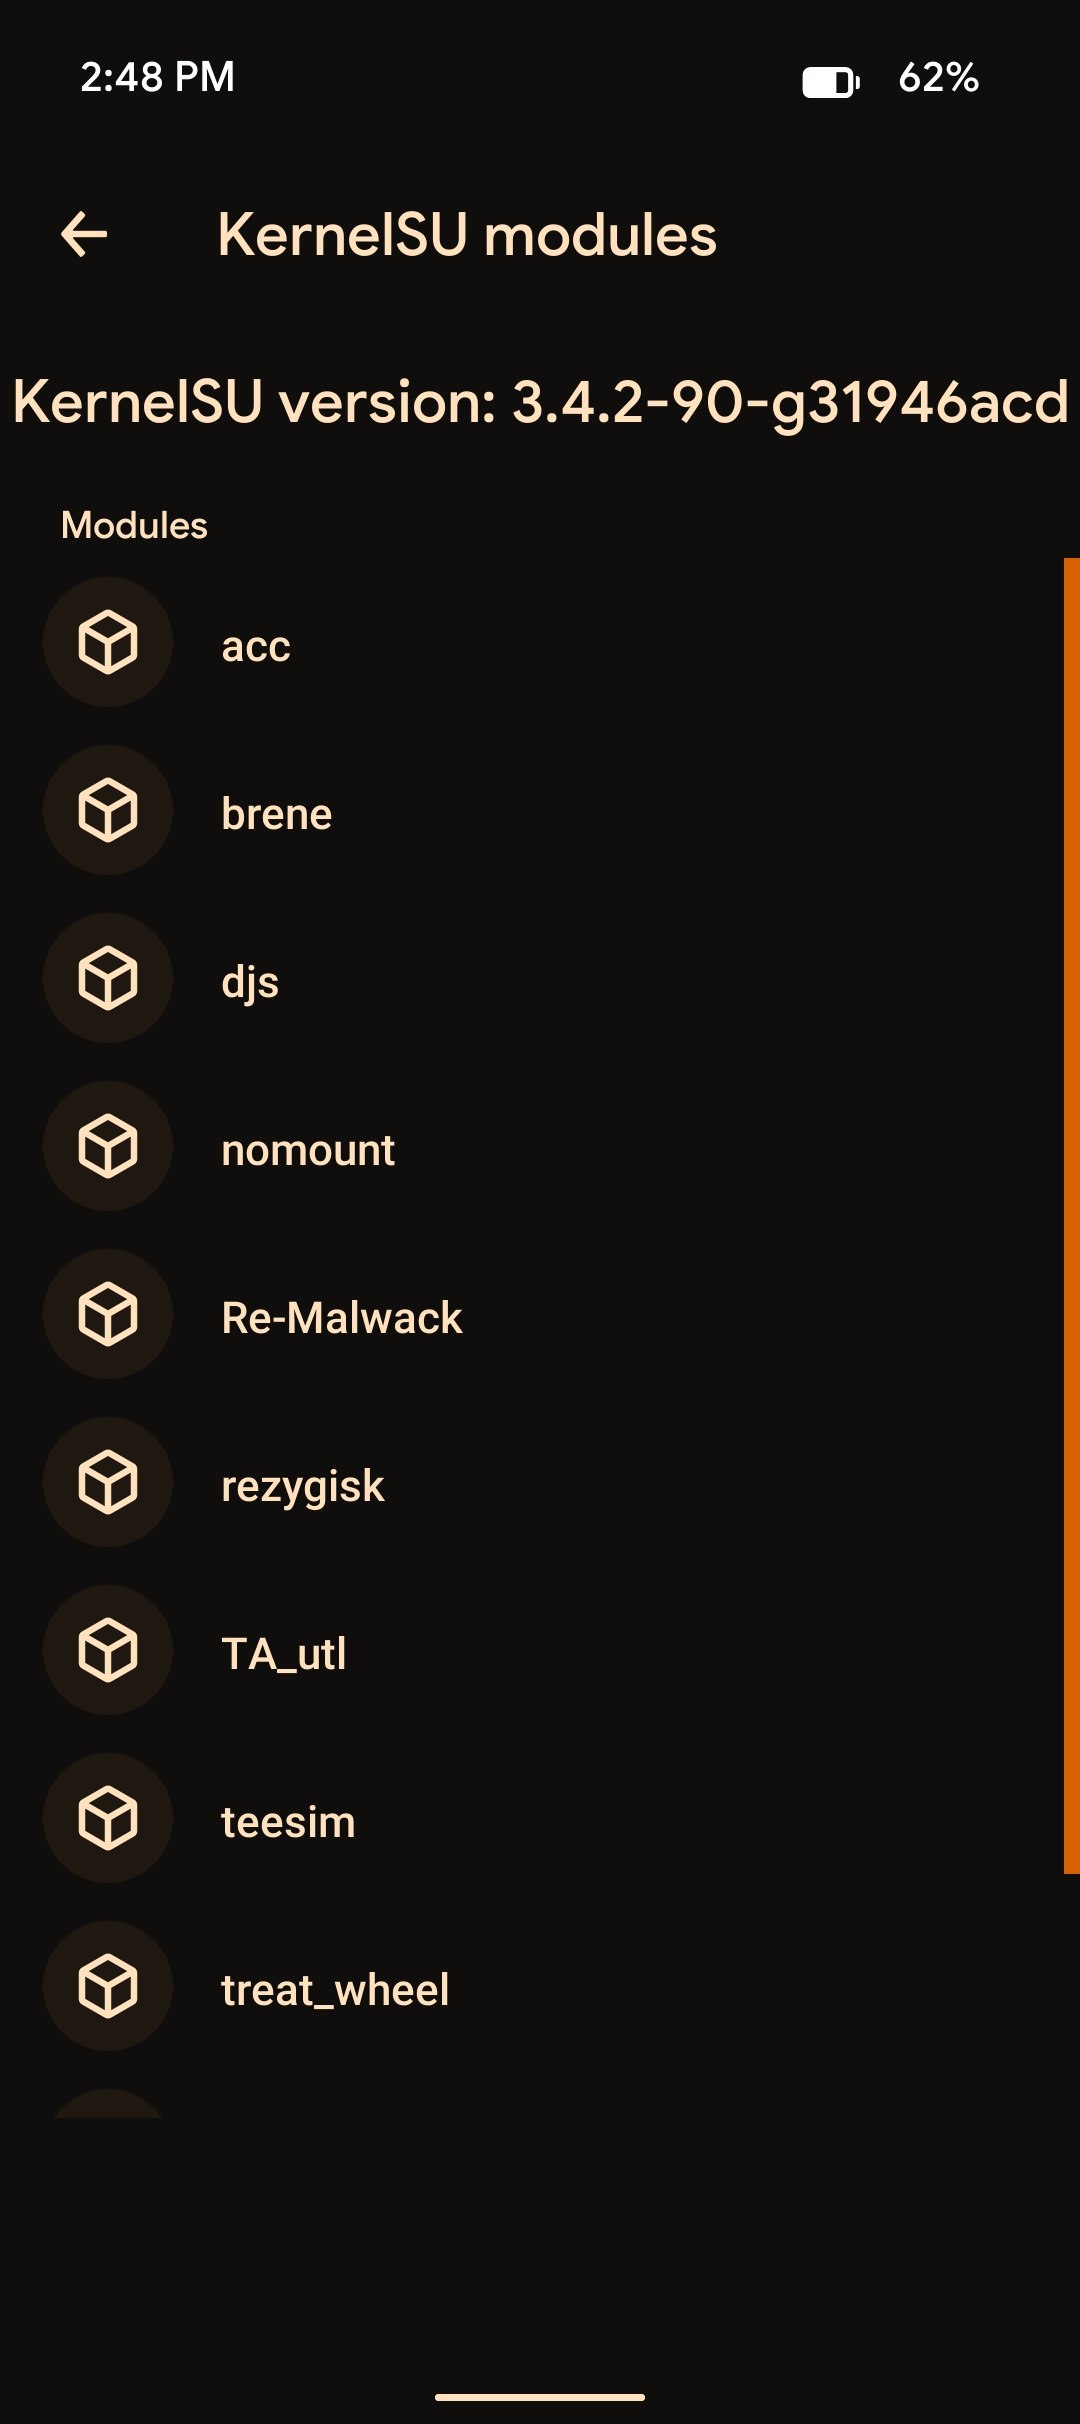 2:48 PM
62%
KernelSU modules
KernelSU version: 3.4.2-90-g31946acd
Modules
acc
brene
djs
nomount
Re-Malwack
rezygisk
TA_utl
teesim
treat_wheel